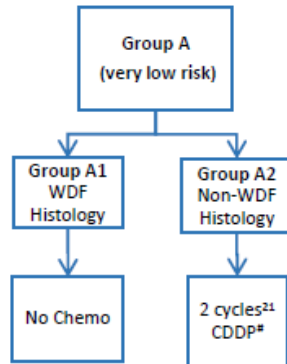 Group A
(very low risk)
Group A1
WDF
Histology
Group A2
Non-WDF
Histology
No Chemo
2 cycles²¹
CDDP#